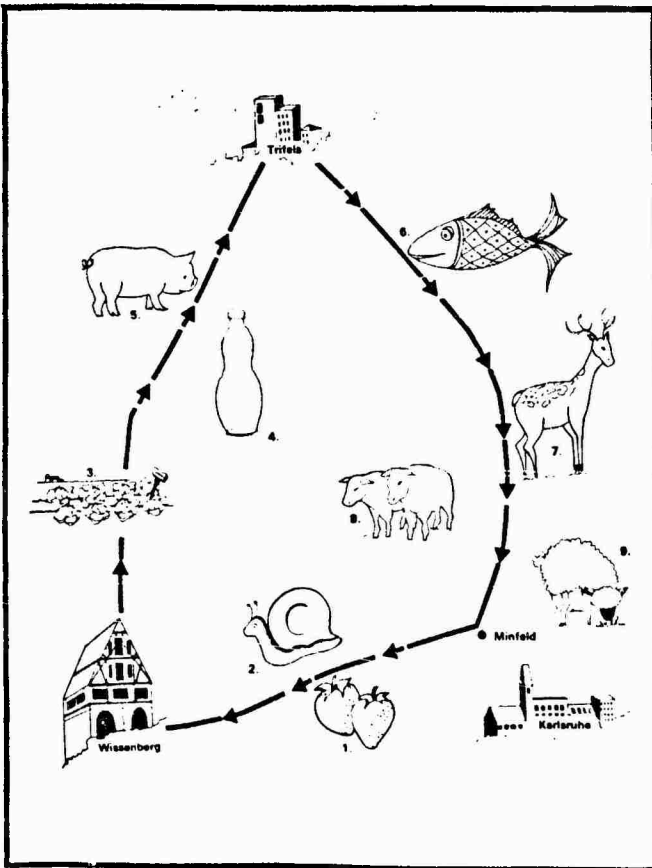 Trifels
6.
5.
4.
7.
3.
8.
9.
2.
Minfeld
1.
Karlsruhe
Wissenberg